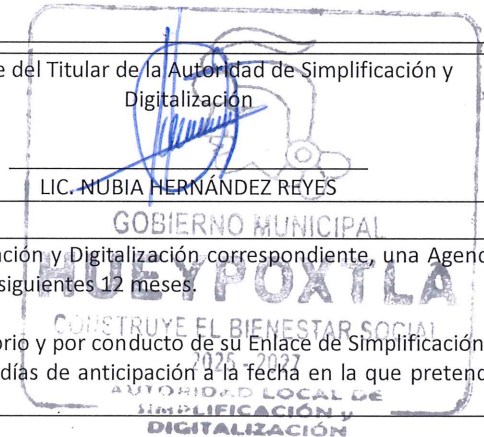 e del Titular de la Autoridad de Simplificación y
Digitalización
LIC. NUBIA HERNÁNDEZ REYES
GOBIERNO MUNICIPAL
ación y Digitalización correspondiente, una Agenc
HUEYPOXTLA
siguientes 12 meses.
CONSTRUYE EL BIENESTAR SOCIAL
orio y por conducto de su Enlace de Simplificación
2025 - 2027
días de anticipación a la fecha en la que pretend
AUTORIDAD LOCAL DE
SIMPLIFICACIÓN y
DIGITALIZACIÓN